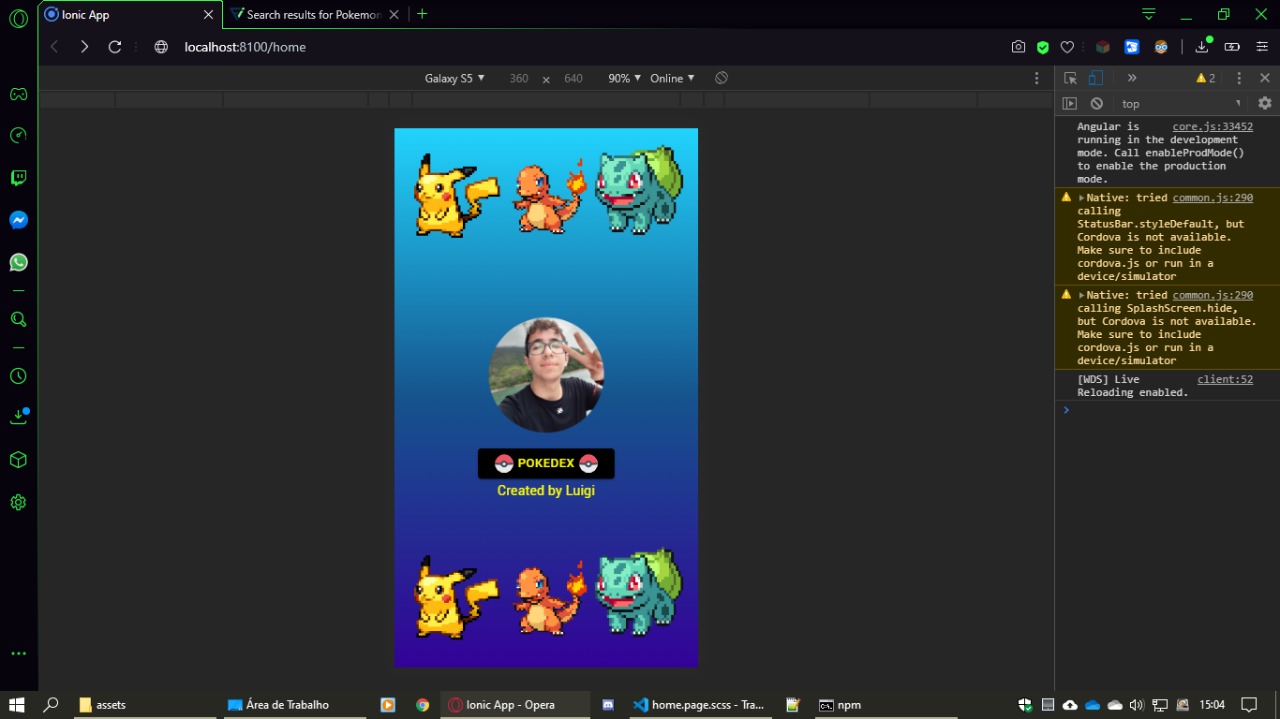 Ionic App
Search results for Pokemon
localhost:8100/home
Galaxy S5
360
x
640
90%
Online
2
top
Angular is core.js:33452
running in the development
mode. Call enableProdMode()
to enable the production
mode.
Native: tried common.js:290
calling
StatusBar.styleDefault, but
Cordova is not available.
Make sure to include
cordova.js or run in a
device/simulator
Native: tried common.js:290
calling SplashScreen.hide,
but Cordova is not available.
Make sure to include
cordova.js or run in a
device/simulator
[WDS] Live client:52
Reloading enabled.
POKEDEX
Created by Luigi
assets
Área de Trabalho
Ionic App - Opera
home.page.scss - Tra...
npm
15:04